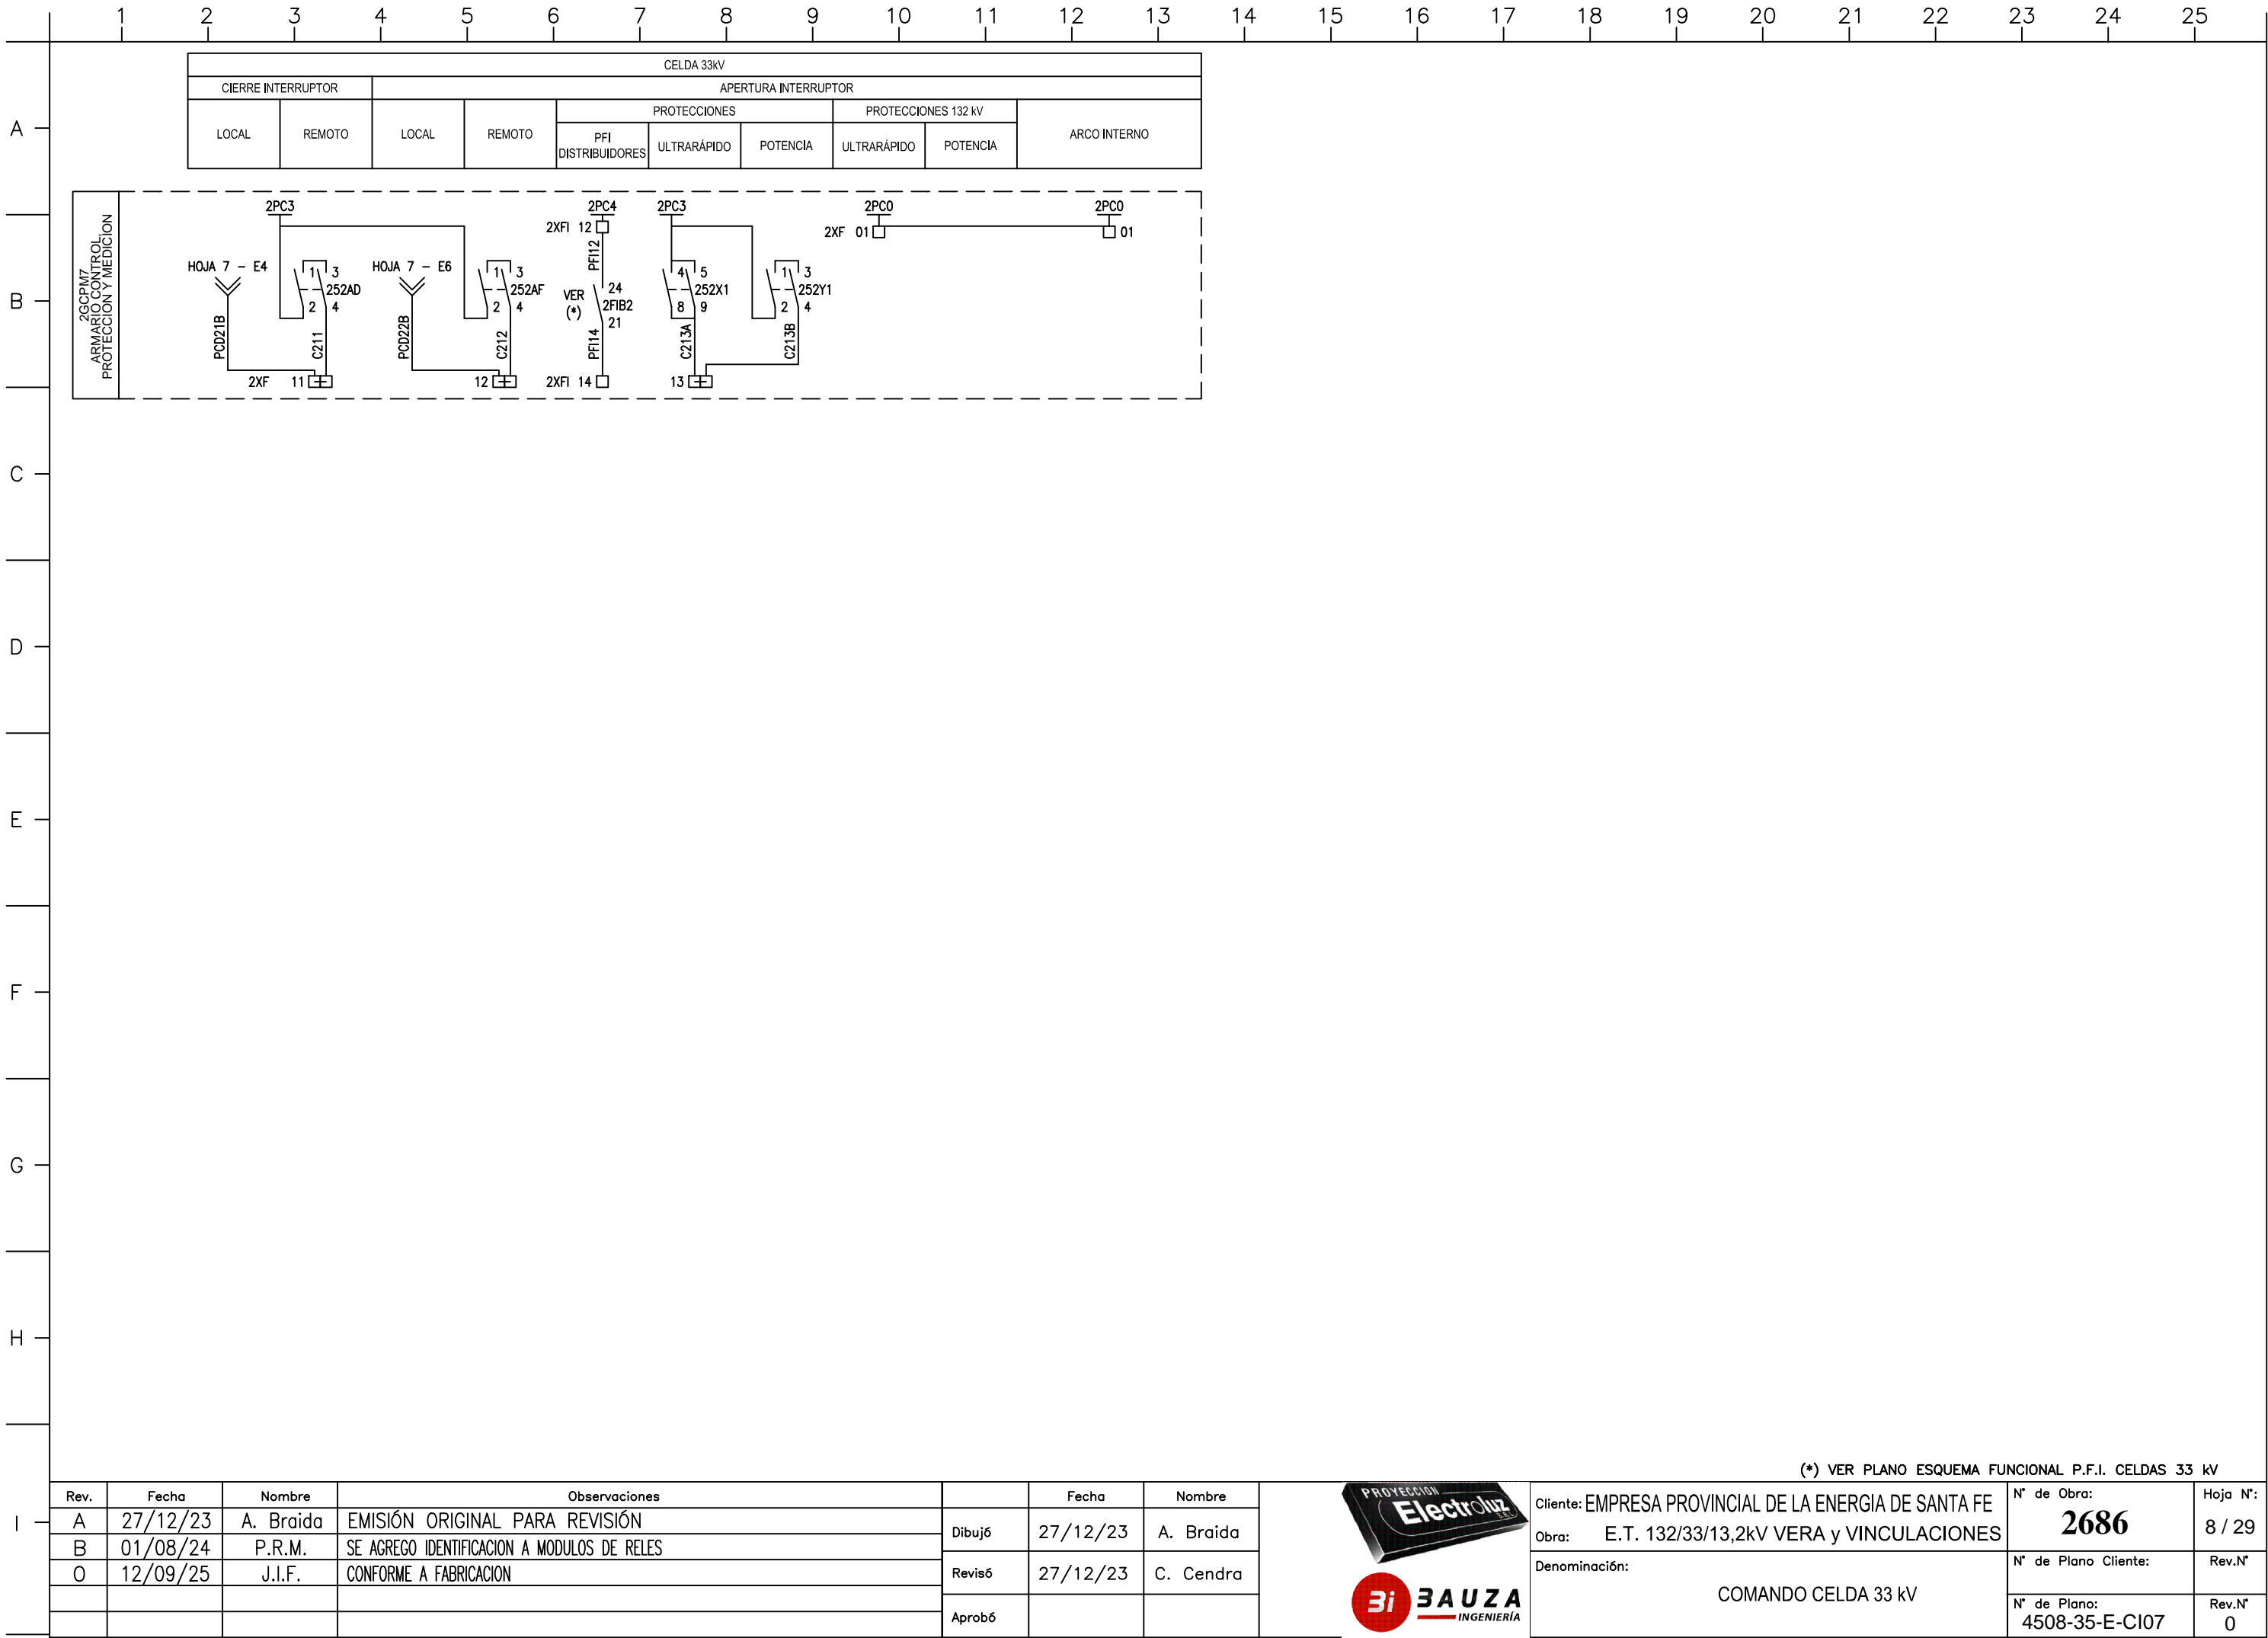 1 2 3 4 5 6 7 8 9 10 11 12 13 14 15 16 17 18 19 20 21 22 23 24 25
CELDA 33kV
CIERRE INTERRUPTOR
APERTURA INTERRUPTOR
LOCAL
REMOTO
LOCAL
REMOTO
PROTECCIONES
PROTECCIONES 132 kV
PFI
DISTRIBUIDORES
ULTRARÁPIDO
POTENCIA
ULTRARÁPIDO
POTENCIA
ARCO INTERNO
A
B
C
D
E
F
G
H
I
2GCPM7
ARMARIO CONTROL,
PROTECCION Y MEDICION
2PC3
HOJA 7 - E4
1 3
252AD
2 4
PCD21B
C211
2XF 11
HOJA 7 - E6
1 3
252AF
2 4
PCD22B
C212
12
2PC4
2XFI 12
PFI12
VER
(*)
24
2FIB2
21
PFI14
2XFI 14
2PC3
4 5
252X1
8 9
C213A
13
1 3
252Y1
2 4
C213B
2PC0
2XF 01
2PC0
01
(*) VER PLANO ESQUEMA FUNCIONAL P.F.I. CELDAS 33 kV
Rev. Fecha Nombre Observaciones
A 27/12/23 A. Braida EMISIÓN ORIGINAL PARA REVISIÓN
B 01/08/24 P.R.M. SE AGREGO IDENTIFICACION A MODULOS DE RELES
0 12/09/25 J.I.F. CONFORME A FABRICACION
Fecha Nombre
Dibujó 27/12/23 A. Braida
Revisó 27/12/23 C. Cendra
Aprobó
PROYECCION
Electroluz
S.R.L.
3i BAUZA
INGENIERÍA
Cliente: EMPRESA PROVINCIAL DE LA ENERGIA DE SANTA FE
Obra: E.T. 132/33/13,2kV VERA y VINCULACIONES
Denominación:
COMANDO CELDA 33 kV
N° de Obra:
2686
Hoja N°:
8 / 29
N° de Plano Cliente:
Rev.N°
N° de Plano:
4508-35-E-CI07
Rev.N°
0